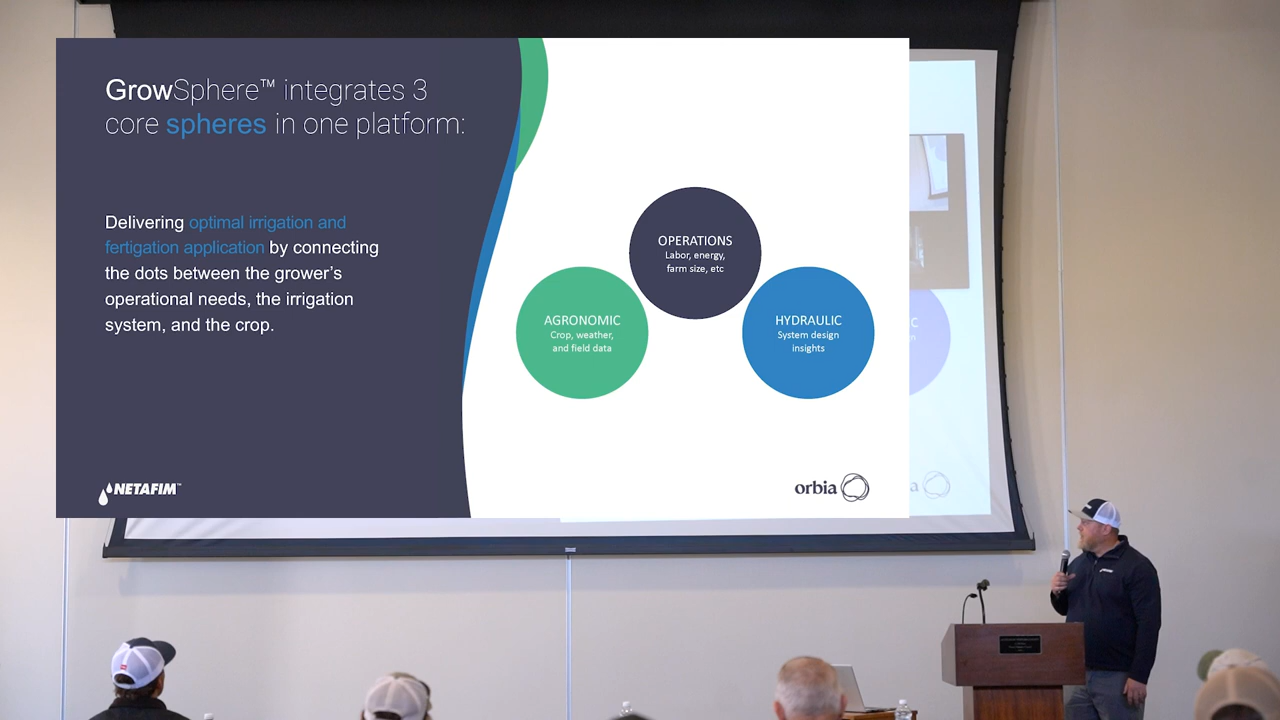 GrowSphere™ integrates 3
core spheres in one platform:
Delivering optimal irrigation and
fertigation application by connecting
the dots between the grower's
operational needs, the irrigation
system, and the crop.
OPERATIONS
Labor, energy,
farm size, etc
AGRONOMIC
Crop, weather,
and field data
HYDRAULIC
System design
insights
NETAFIM™
orbia